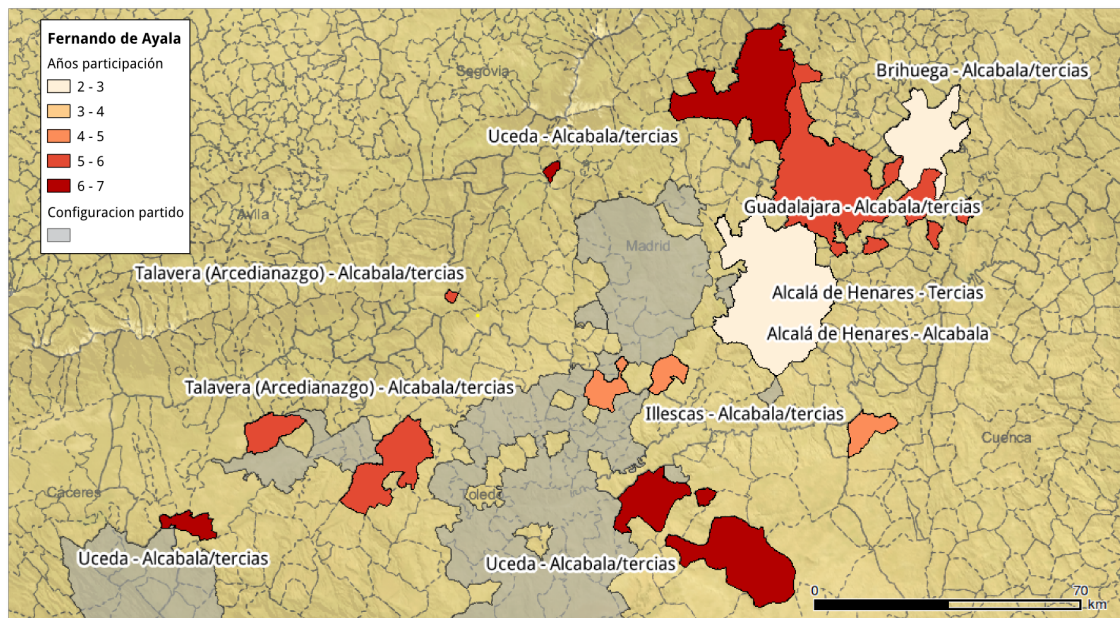 Fernando de Ayala
Años participación
2 - 3
3 - 4
4 - 5
5 - 6
6 - 7
Configuracion partido
Segovia
Brihuega - Alcabala/tercias
Uceda - Alcabala/tercias
Avila
Guadalajara - Alcabala/tercias
Madrid
Talavera (Arcedianazgo) - Alcabala/tercias
Alcalá de Henares - Tercias
Alcalá de Henares - Alcabala
Talavera (Arcedianazgo) - Alcabala/tercias
Illescas - Alcabala/tercias
Cuenca
Cáceres
Toledo
Uceda - Alcabala/tercias
Uceda - Alcabala/tercias
0 70
km